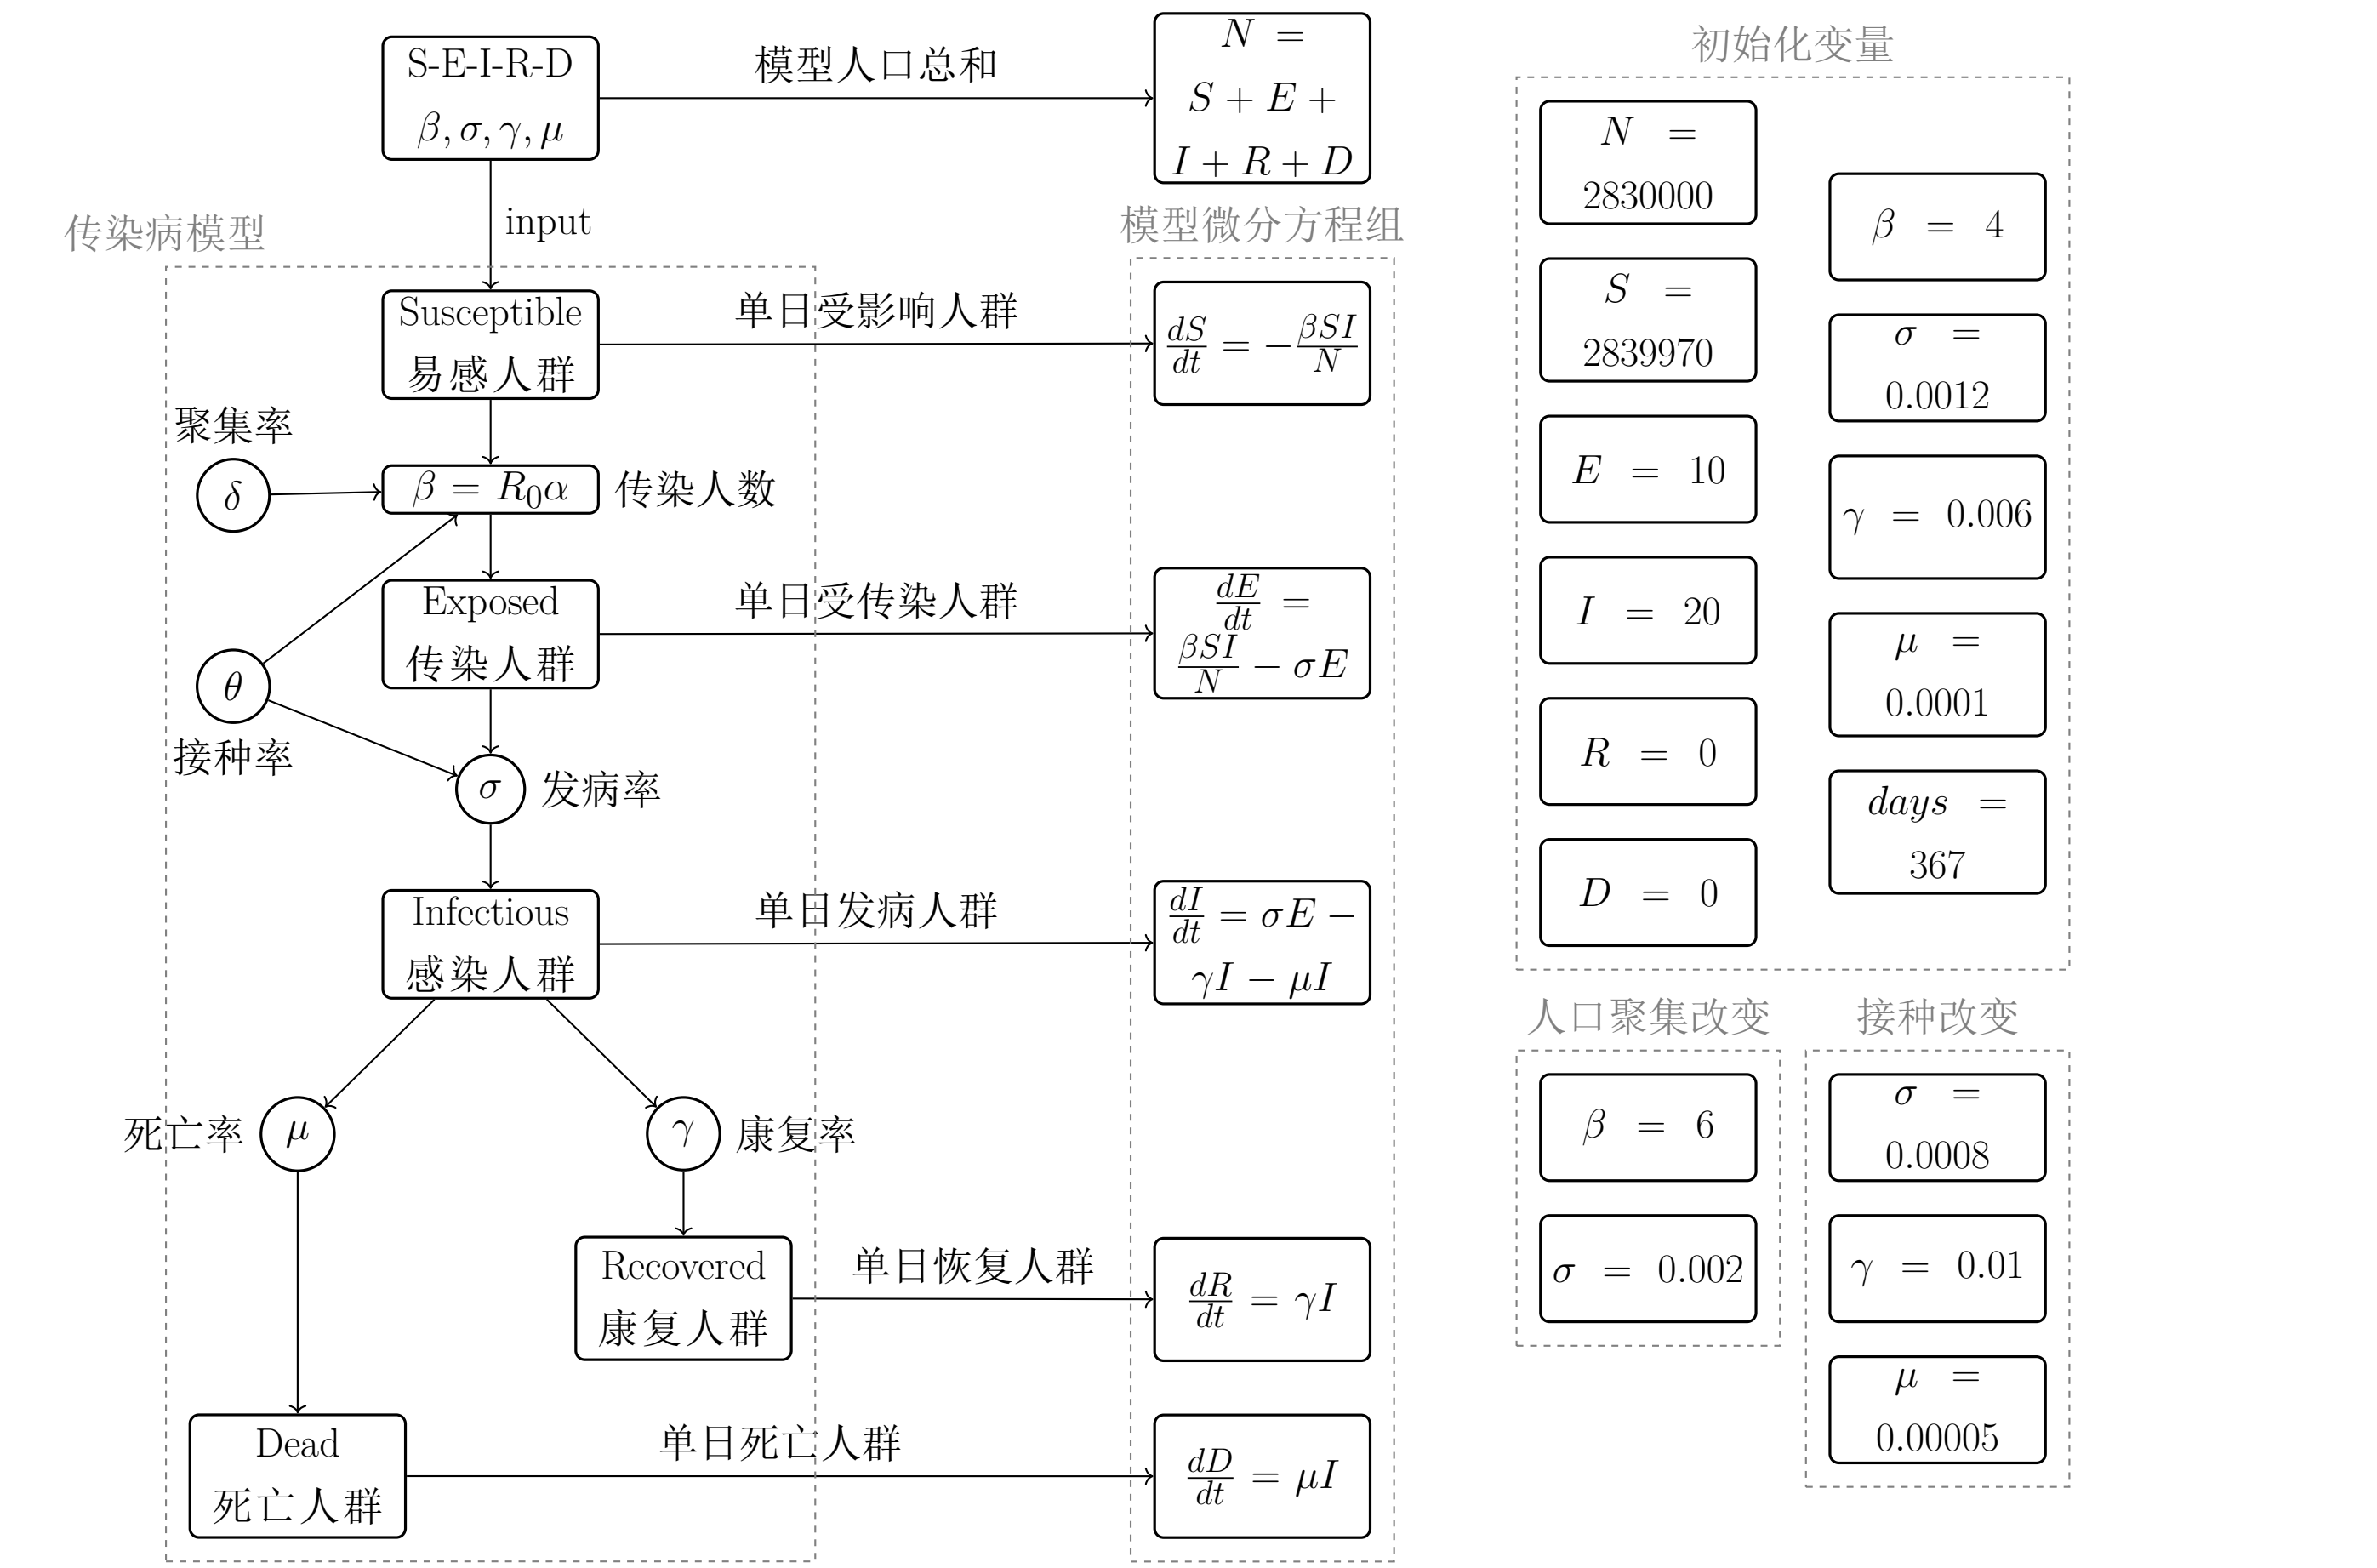 S-E-I-R-D
β, σ, γ, μ
模型人口总和
N =
S + E +
I + R + D
input
传染病模型
模型微分方程组
Susceptible
易感人群
单日受影响人群
dS/dt = −βSI/N
聚集率
δ
β = R₀α
传染人数
Exposed
传染人群
单日受传染人群
dE/dt =
βSI/N − σE
θ
接种率
σ
发病率
Infectious
感染人群
单日发病人群
dI/dt = σE −
γI − μI
死亡率
μ
γ
康复率
Recovered
康复人群
单日恢复人群
dR/dt = γI
Dead
死亡人群
单日死亡人群
dD/dt = μI
初始化变量
N =
2830000
S =
2839970
E = 10
I = 20
R = 0
D = 0
β = 4
σ =
0.0012
γ = 0.006
μ =
0.0001
days =
367
人口聚集改变
β = 6
σ = 0.002
接种改变
σ =
0.0008
γ = 0.01
μ =
0.00005